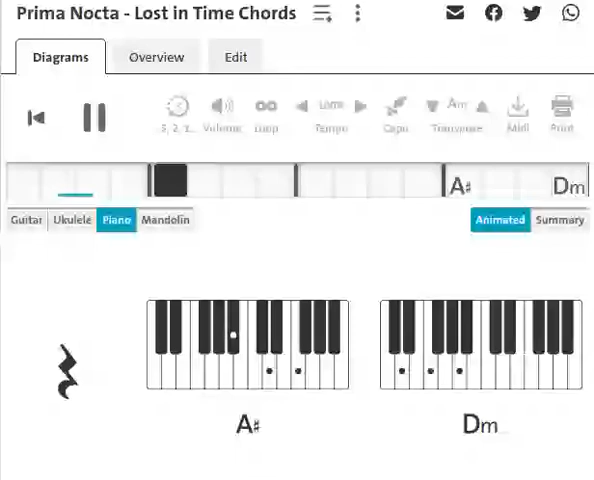 Prima Nocta - Lost in Time Chords
Diagrams Overview Edit
Volume Loop Tempo Capo Transpose Midi Print
A♯ Dm
Guitar Ukulele Piano Mandolin Animated Summary
A♯ Dm